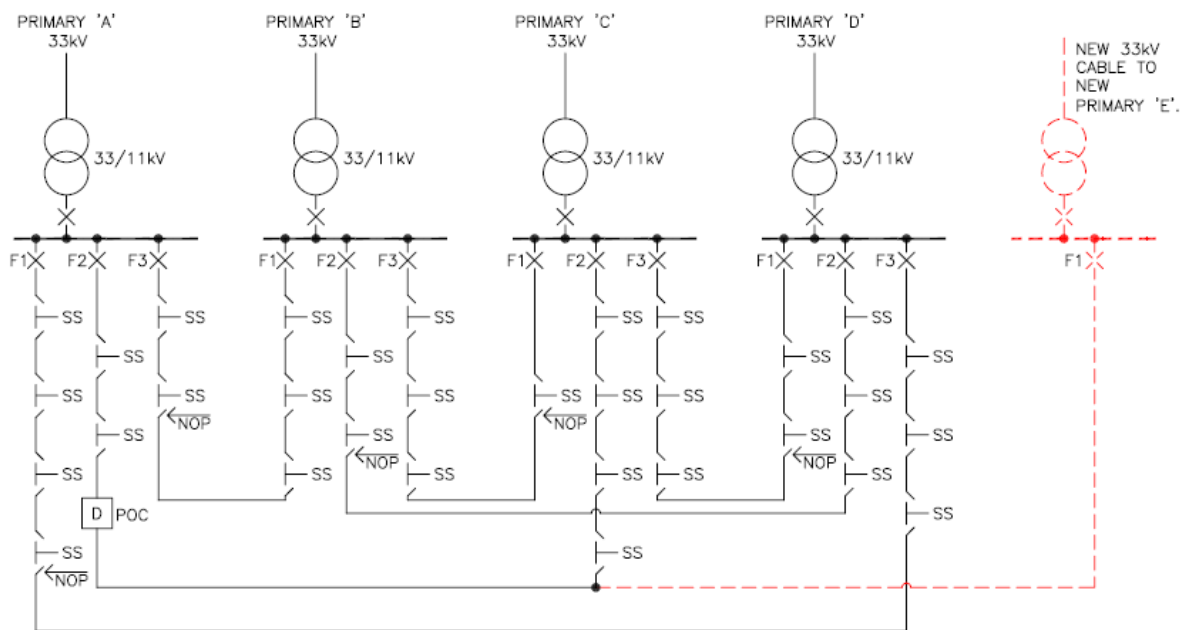 PRIMARY 'A'
33kV
PRIMARY 'B'
33kV
PRIMARY 'C'
33kV
PRIMARY 'D'
33kV
NEW 33kV
CABLE TO
NEW
PRIMARY 'E'.
33/11kV
33/11kV
33/11kV
33/11kV
F1 F2 F3 F1 F2 F3 F1 F2 F3 F1 F2 F3 F1
SS SS SS SS SS SS SS
SS SS SS SS
SS SS SS SS SS SS SS SS
NOP NOP
SS SS SS SS
NOP NOP
SS SS SS SS SS SS
D POC SS
SS SS
NOP